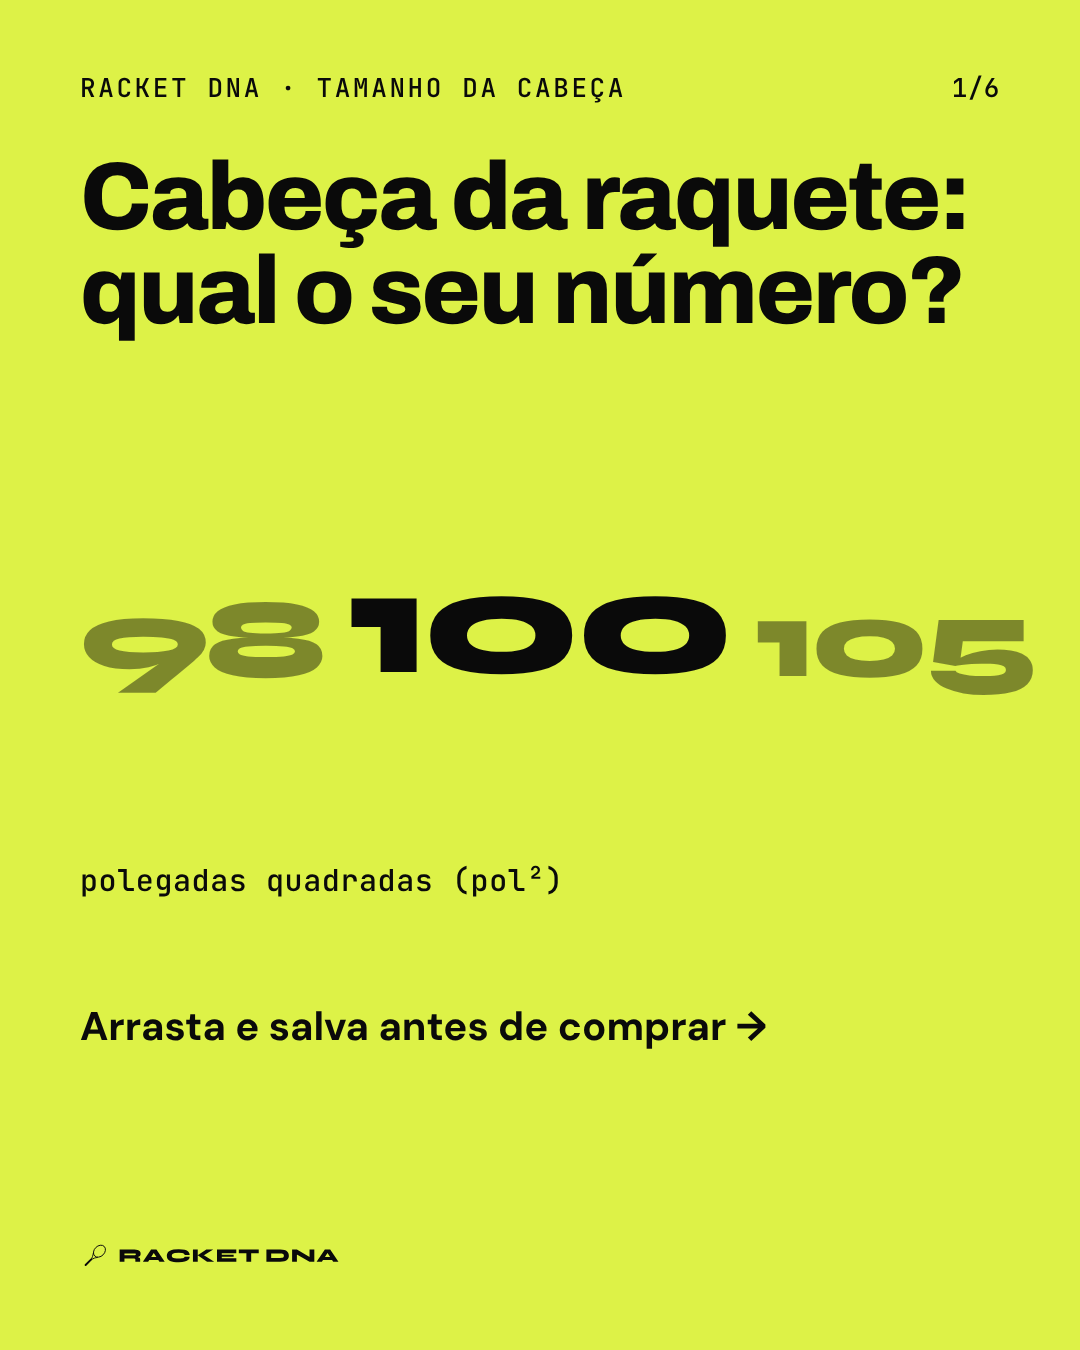 RACKET DNA · TAMANHO DA CABEÇA 1/6
Cabeça da raquete:
qual o seu número?
98 100 105
polegadas quadradas (pol²)
Arrasta e salva antes de comprar →
RACKET DNA